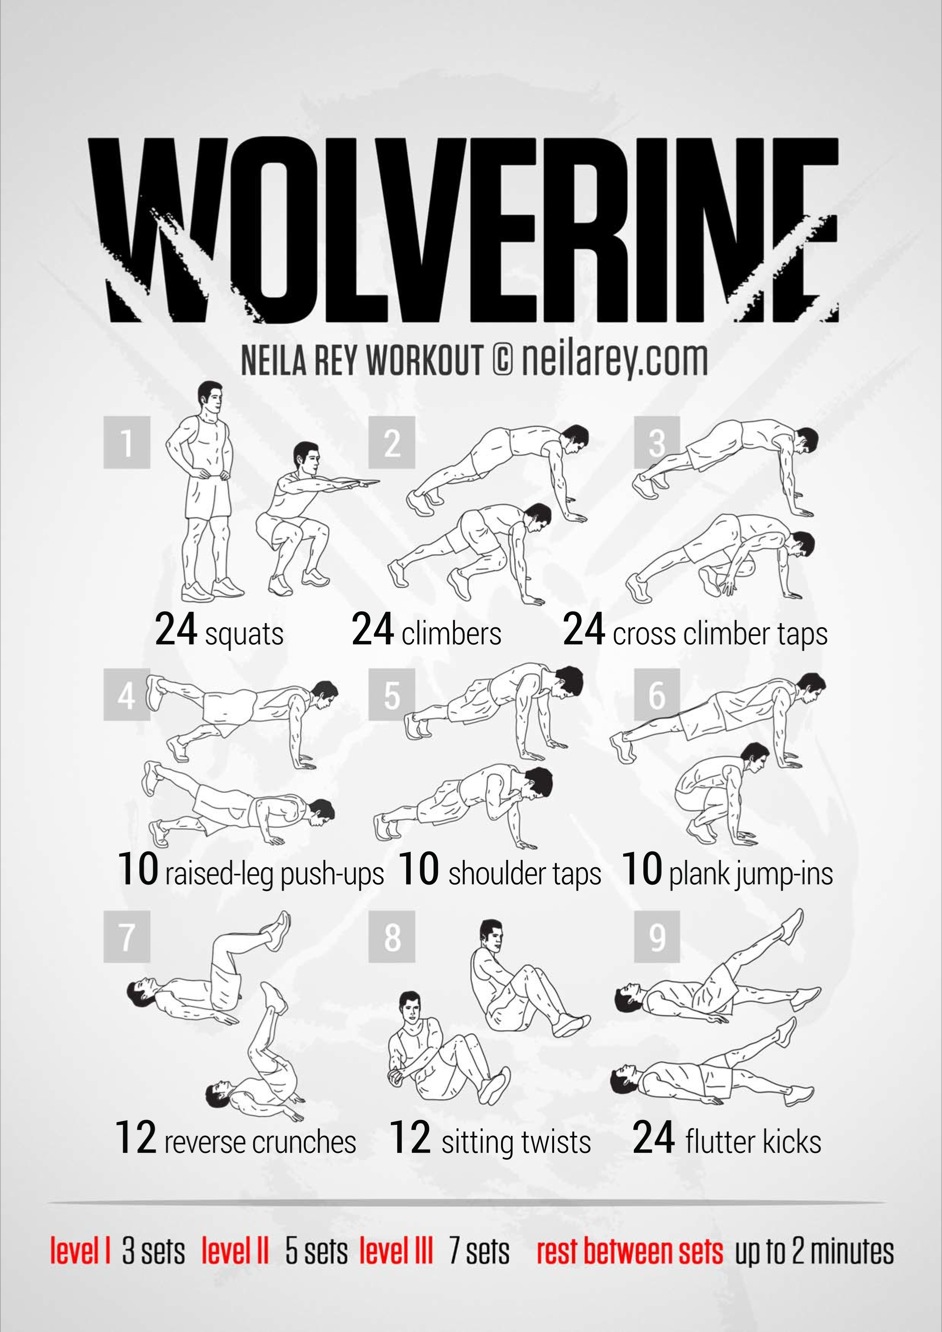 WOLVERINE
NEILA REY WORKOUT © neilarey.com
1
2
3
24 squats
24 climbers
24 cross climber taps
4
5
6
10 raised-leg push-ups
10 shoulder taps
10 plank jump-ins
7
8
9
12 reverse crunches
12 sitting twists
24 flutter kicks
level I 3 sets level II 5 sets level III 7 sets rest between sets up to 2 minutes